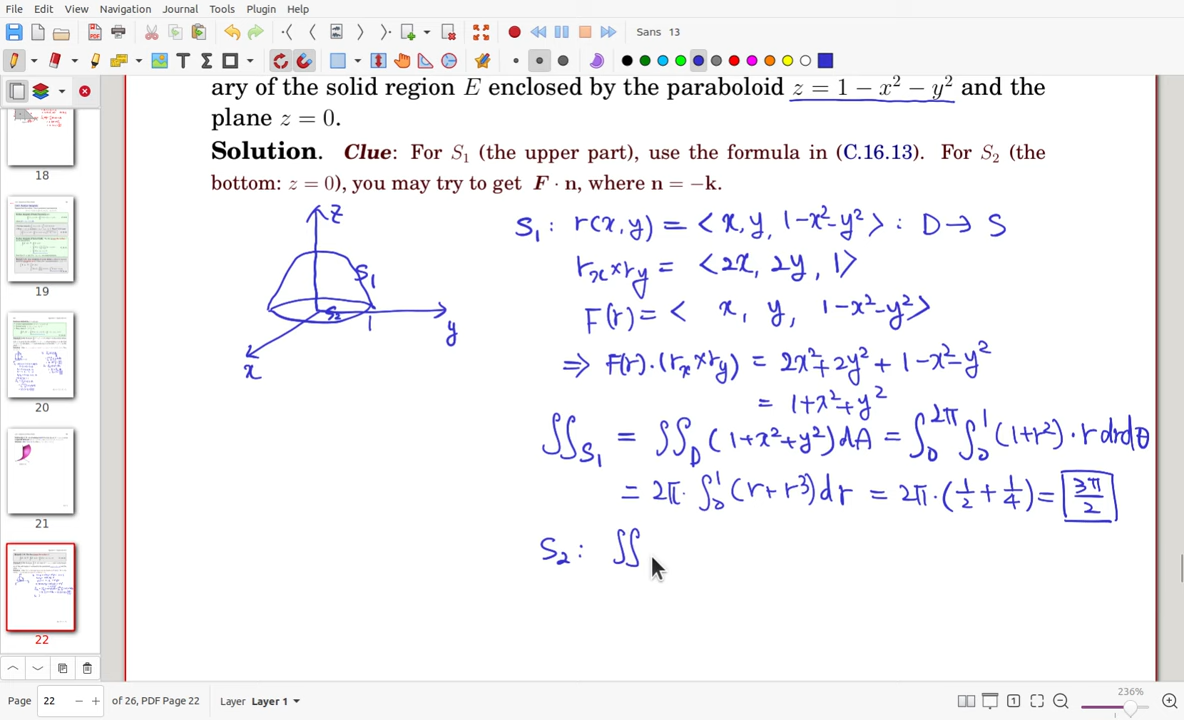 File Edit View Navigation Journal Tools Plugin Help
Sans 13
18
19
20
21
22
ary of the solid region E enclosed by the paraboloid z = 1 − x² − y² and the
plane z = 0.
Solution. Clue: For S₁ (the upper part), use the formula in (C.16.13). For S₂ (the
bottom: z = 0), you may try to get F · n, where n = −k.
z
S₁
S₂
1
y
x
S₁: r(x,y) = <x, y, 1-x²-y²> : D → S
rₓ×r_y = <2x, 2y, 1>
F(r) = < x, y, 1-x²-y²>
⇒ F(r)·(rₓ×r_y) = 2x²+2y²+1-x²-y²
= 1+x²+y²
∬_S₁ = ∬_D (1+x²+y²)dA = ∫₀^2π ∫₀¹ (1+r²)·r dr dθ
= 2π· ∫₀¹ (r+r³)dr = 2π·(1/2 + 1/4) = 3π/2
S₂: ∬
Page 22 of 26, PDF Page 22 Layer Layer 1 236%